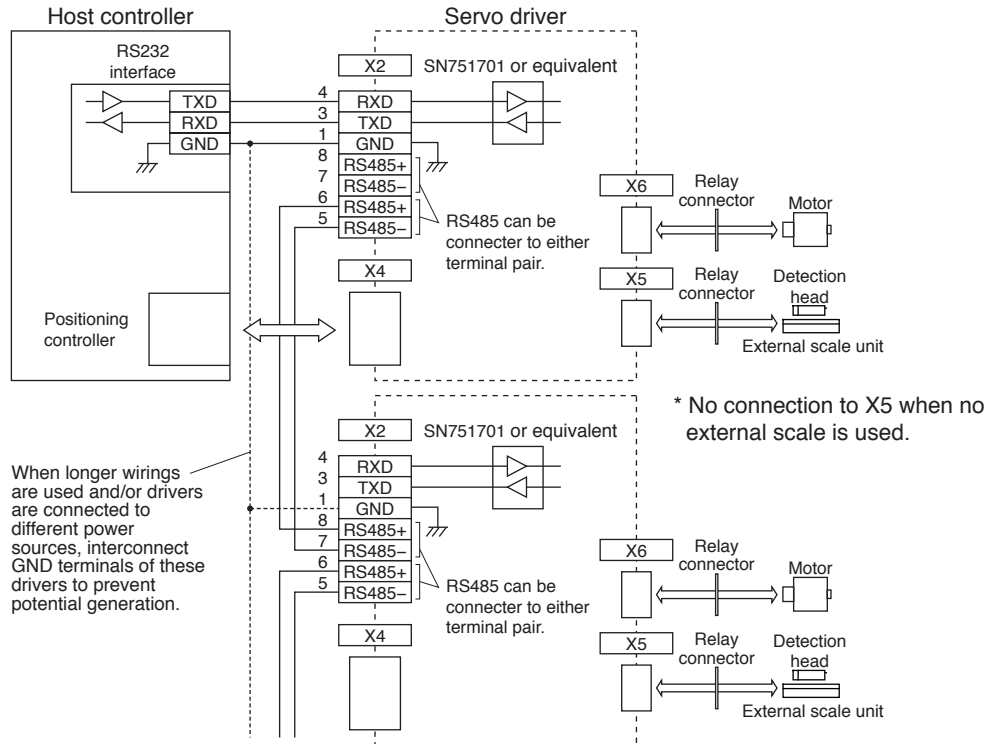 Host controller
Servo driver
RS232
interface
TXD
RXD
GND
Positioning
controller
X2
SN751701 or equivalent
4
RXD
3
TXD
1
GND
8
RS485+
7
RS485–
6
RS485+
5
RS485–
RS485 can be
connecter to either
terminal pair.
X4
X6
Relay
connector
Motor
X5
Relay
connector
Detection
head
External scale unit
* No connection to X5 when no
external scale is used.
When longer wirings
are used and/or drivers
are connected to
different power
sources, interconnect
GND terminals of these
drivers to prevent
potential generation.
X2
SN751701 or equivalent
4
RXD
3
TXD
1
GND
8
RS485+
7
RS485–
6
RS485+
5
RS485–
RS485 can be
connecter to either
terminal pair.
X4
X6
Relay
connector
Motor
X5
Relay
connector
Detection
head
External scale unit